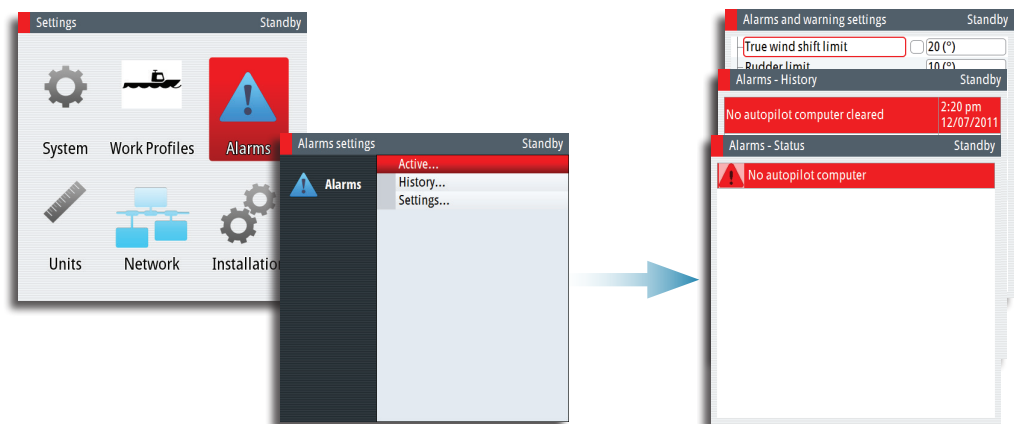 Settings Standby
System Work Profiles Alarms
Units Network Installatio
Alarms settings Standby
Alarms
Active...
History...
Settings...
Alarms and warning settings Standby
True wind shift limit 20 (°)
Rudder limit 10 (°)
Alarms - History Standby
No autopilot computer cleared
2:20 pm
12/07/2011
Alarms - Status Standby
No autopilot computer